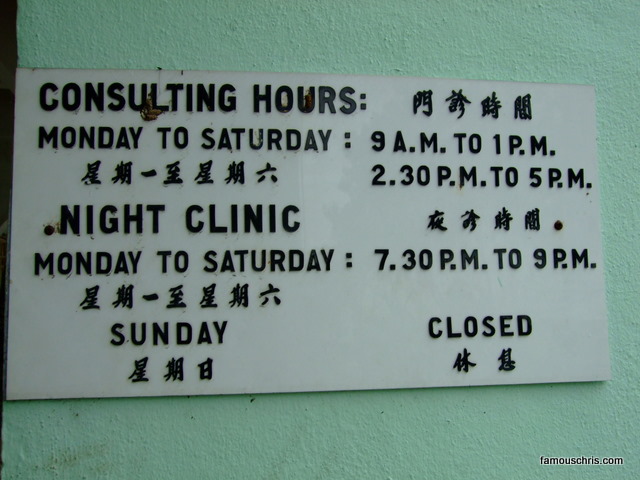 CONSULTING HOURS: 門診時間
MONDAY TO SATURDAY: 9 A.M. TO 1 P.M.
星期一至星期六 2.30 P.M. TO 5 P.M.
NIGHT CLINIC 夜診時間
MONDAY TO SATURDAY: 7.30 P.M. TO 9 P.M.
星期一至星期六
SUNDAY CLOSED
星期日 休息
famouschris.com